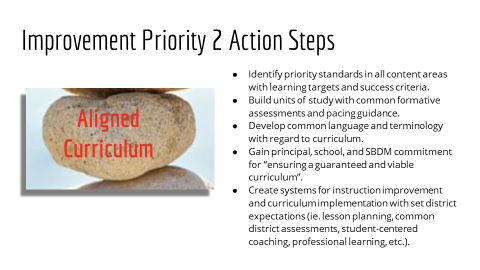 Improvement Priority 2 Action Steps
Aligned
Curriculum
● Identify priority standards in all content areas
with learning targets and success criteria.
● Build units of study with common formative
assessments and pacing guidance.
● Develop common language and terminology
with regard to curriculum.
● Gain principal, school, and SBDM commitment
for “ensuring a guaranteed and viable
curriculum”.
● Create systems for instruction improvement
and curriculum implementation with set district
expectations (ie. lesson planning, common
district assessments, student-centered
coaching, professional learning, etc.).